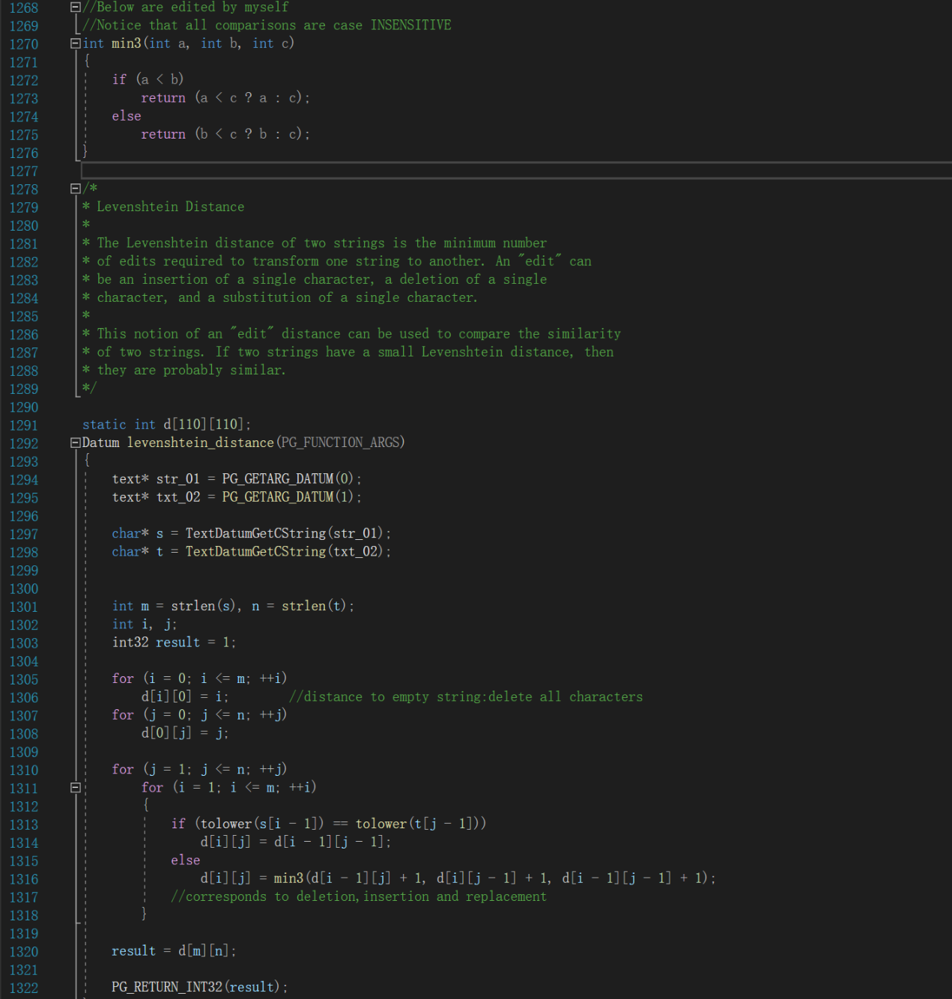 1268 //Below are edited by myself
1269 //Notice that all comparisons are case INSENSITIVE
1270 int min3(int a, int b, int c)
1271 {
1272 if (a < b)
1273 return (a < c ? a : c);
1274 else
1275 return (b < c ? b : c);
1276 }
1277
1278 /*
1279 * Levenshtein Distance
1280 *
1281 * The Levenshtein distance of two strings is the minimum number
1282 * of edits required to transform one string to another. An "edit" can
1283 * be an insertion of a single character, a deletion of a single
1284 * character, and a substitution of a single character.
1285 *
1286 * This notion of an "edit" distance can be used to compare the similarity
1287 * of two strings. If two strings have a small Levenshtein distance, then
1288 * they are probably similar.
1289 */
1290
1291 static int d[110][110];
1292 Datum levenshtein_distance(PG_FUNCTION_ARGS)
1293 {
1294 text* str_01 = PG_GETARG_DATUM(0);
1295 text* txt_02 = PG_GETARG_DATUM(1);
1296
1297 char* s = TextDatumGetCString(str_01);
1298 char* t = TextDatumGetCString(txt_02);
1299
1300
1301 int m = strlen(s), n = strlen(t);
1302 int i, j;
1303 int32 result = 1;
1304
1305 for (i = 0; i <= m; ++i)
1306 d[i][0] = i; //distance to empty string:delete all characters
1307 for (j = 0; j <= n; ++j)
1308 d[0][j] = j;
1309
1310 for (j = 1; j <= n; ++j)
1311 for (i = 1; i <= m; ++i)
1312 {
1313 if (tolower(s[i - 1]) == tolower(t[j - 1]))
1314 d[i][j] = d[i - 1][j - 1];
1315 else
1316 d[i][j] = min3(d[i - 1][j] + 1, d[i][j - 1] + 1, d[i - 1][j - 1] + 1);
1317 //corresponds to deletion,insertion and replacement
1318 }
1319
1320 result = d[m][n];
1321
1322 PG_RETURN_INT32(result);